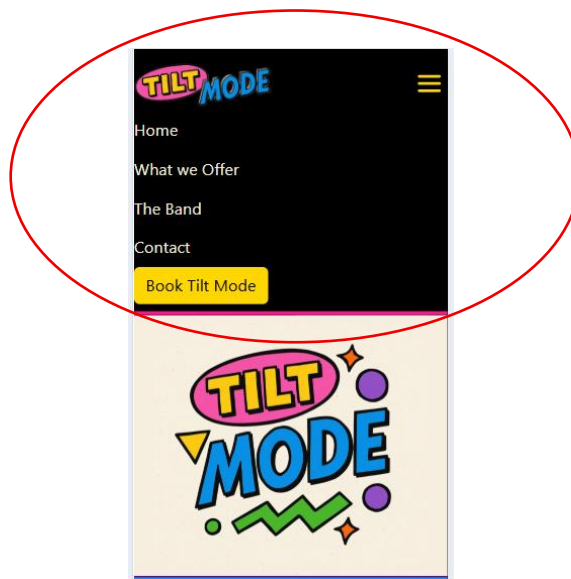 TILT MODE
Home
What we Offer
The Band
Contact
Book Tilt Mode
TILT
MODE